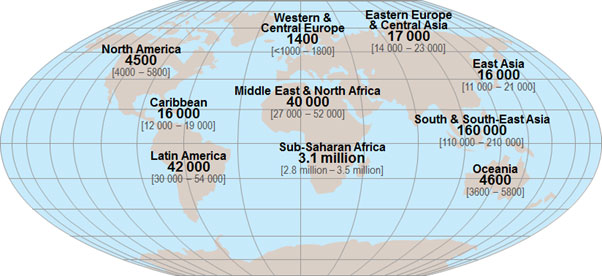 Western &
Central Europe
1400
[<1000 – 1800]
Eastern Europe
& Central Asia
17 000
[14 000 – 23 000]
North America
4500
[4000 – 5800]
East Asia
16 000
[11 000 – 21 000]
Middle East & North Africa
40 000
[27 000 – 52 000]
Caribbean
16 000
[12 000 – 19 000]
South & South-East Asia
160 000
[110 000 – 210 000]
Sub-Saharan Africa
3.1 million
[2.8 million – 3.5 million]
Latin America
42 000
[30 000 – 54 000]
Oceania
4600
[3600 – 5800]